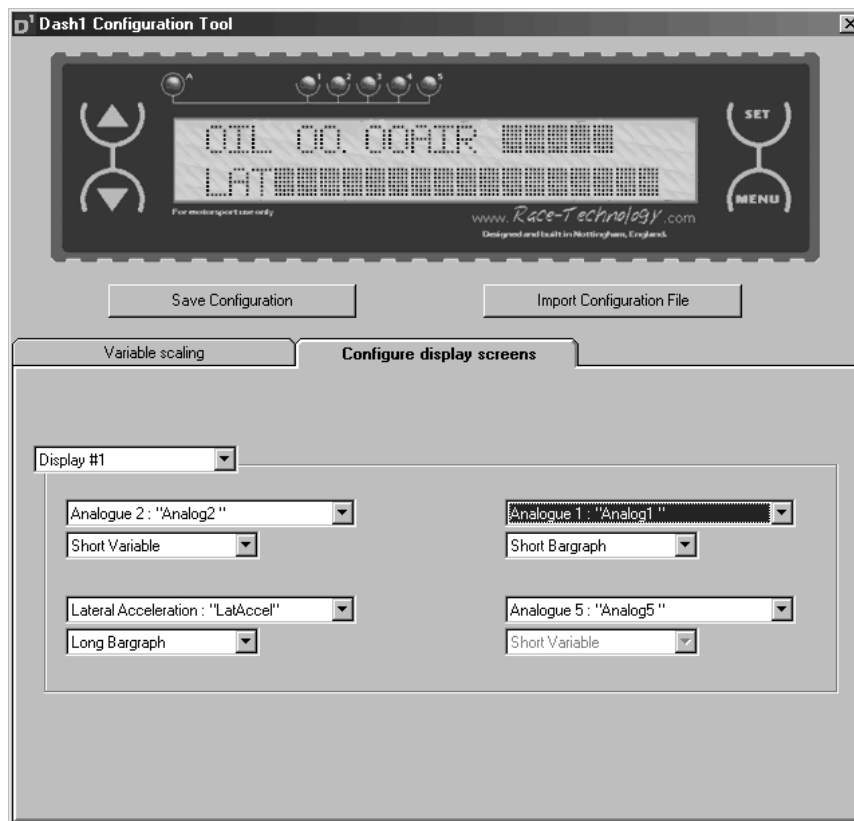 D1 Dash1 Configuration Tool
A 1 2 3 4 5
SET
OIL 00.00AIR
LAT
MENU
For motorsport use only
www.Race-Technology.com
Designed and built in Nottingham, England.
Save Configuration Import Configuration File
Variable scaling Configure display screens
Display #1
Analogue 2 : "Analog2 " Analogue 1 : "Analog1 "
Short Variable Short Bargraph
Lateral Acceleration : "LatAccel" Analogue 5 : "Analog5 "
Long Bargraph Short Variable